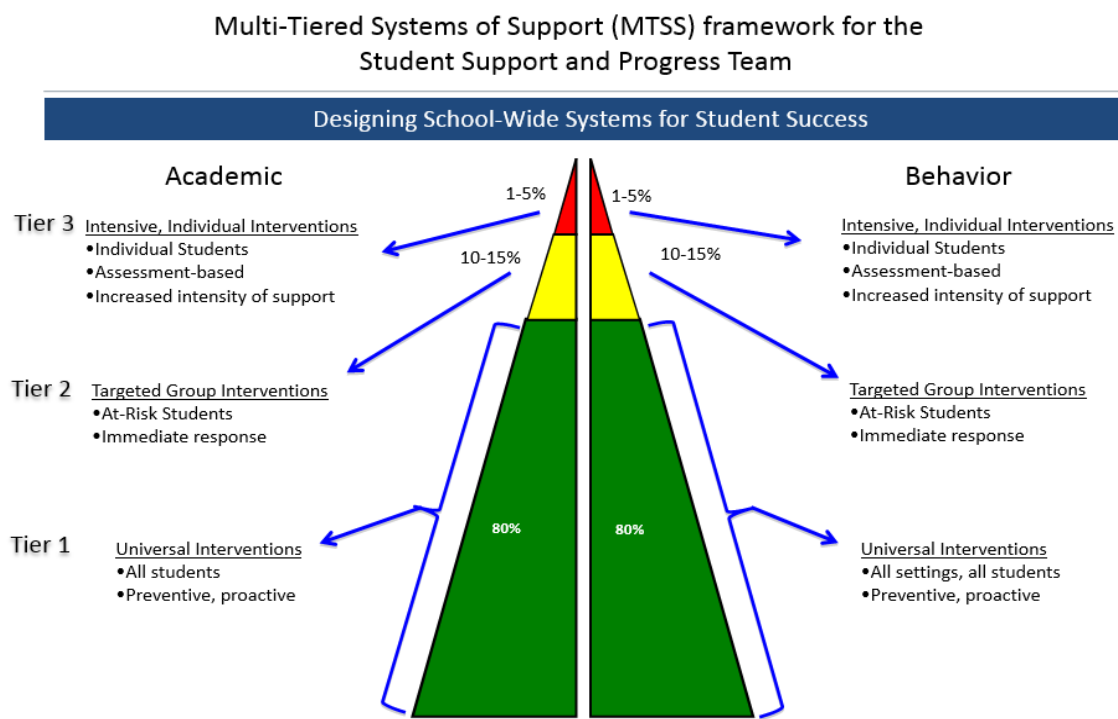 Multi-Tiered Systems of Support (MTSS) framework for the
Student Support and Progress Team
Designing School-Wide Systems for Student Success
Academic
Behavior
1-5%
1-5%
Tier 3
Intensive, Individual Interventions
•Individual Students
•Assessment-based
•Increased intensity of support
Intensive, Individual Interventions
•Individual Students
•Assessment-based
•Increased intensity of support
10-15%
10-15%
Tier 2
Targeted Group Interventions
•At-Risk Students
•Immediate response
Targeted Group Interventions
•At-Risk Students
•Immediate response
80%
80%
Tier 1
Universal Interventions
•All students
•Preventive, proactive
Universal Interventions
•All settings, all students
•Preventive, proactive